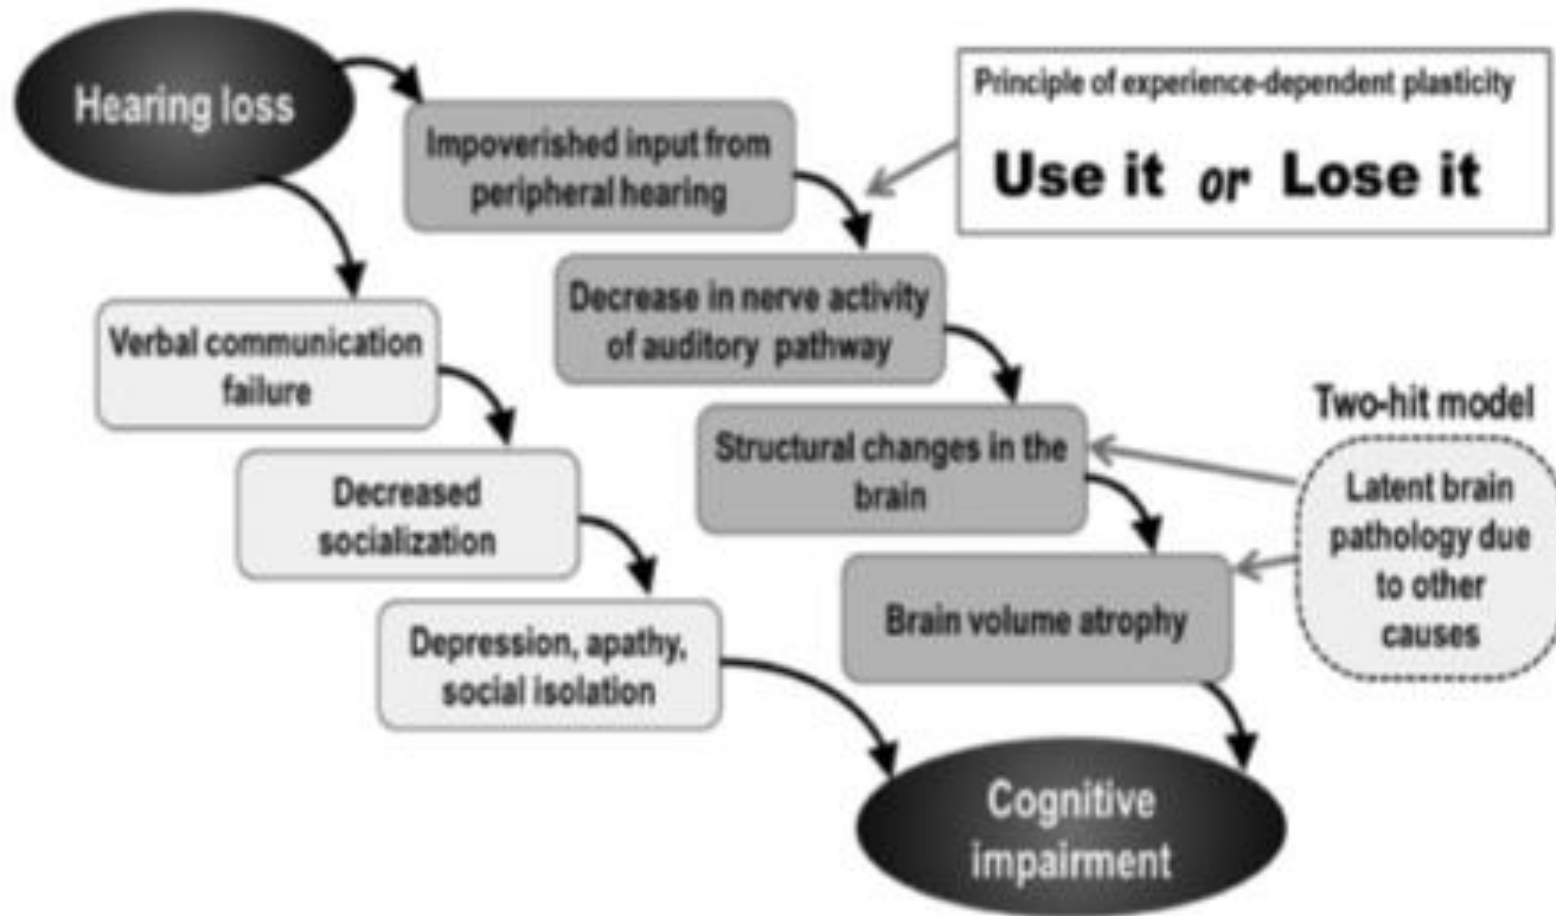 Hearing loss
Impoverished input from
peripheral hearing
Principle of experience-dependent plasticity
Use it or Lose it
Decrease in nerve activity
of auditory pathway
Verbal communication
failure
Structural changes in the
brain
Two-hit model
Latent brain
pathology due
to other
causes
Decreased
socialization
Brain volume atrophy
Depression, apathy,
social isolation
Cognitive
impairment